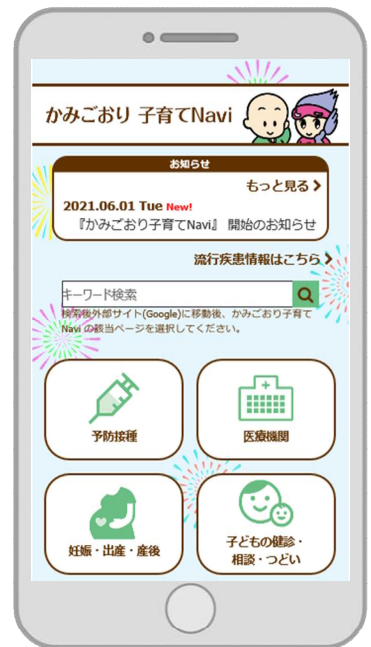 かみごおり 子育てNavi
お知らせ
もっと見る
2021.06.01 Tue New!
『かみごおり子育てNavi』 開始のお知らせ
流行疾患情報はこちら
キーワード検索
検索後外部サイト(Google)に移動後、かみごおり子育て
Navi の該当ページを選択してください。
予防接種
医療機関
妊娠・出産・産後
子どもの健診・
相談・つどい